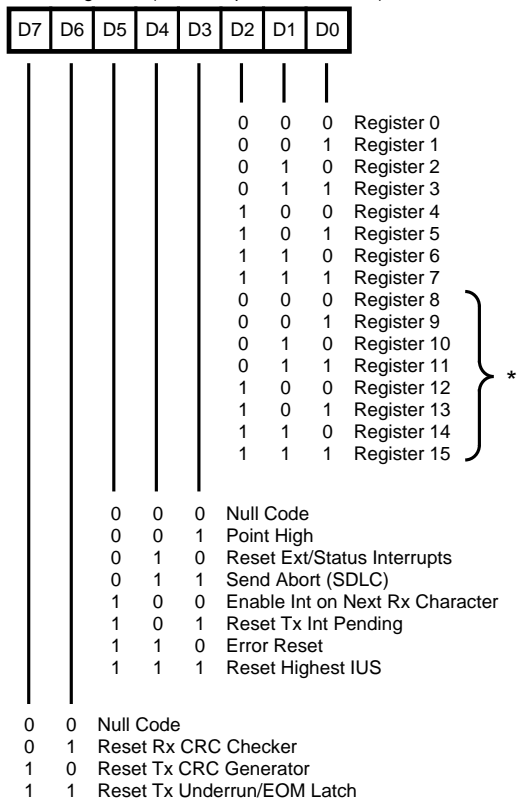 D7 D6 D5 D4 D3 D2 D1 D0
0 0 0 Register 0
0 0 1 Register 1
0 1 0 Register 2
0 1 1 Register 3
1 0 0 Register 4
1 0 1 Register 5
1 1 0 Register 6
1 1 1 Register 7
0 0 0 Register 8
0 0 1 Register 9
0 1 0 Register 10
0 1 1 Register 11
*
1 0 0 Register 12
1 0 1 Register 13
1 1 0 Register 14
1 1 1 Register 15
0 0 0 Null Code
0 0 1 Point High
0 1 0 Reset Ext/Status Interrupts
0 1 1 Send Abort (SDLC)
1 0 0 Enable Int on Next Rx Character
1 0 1 Reset Tx Int Pending
1 1 0 Error Reset
1 1 1 Reset Highest IUS
0 0 Null Code
0 1 Reset Rx CRC Checker
1 0 Reset Tx CRC Generator
1 1 Reset Tx Underrun/EOM Latch